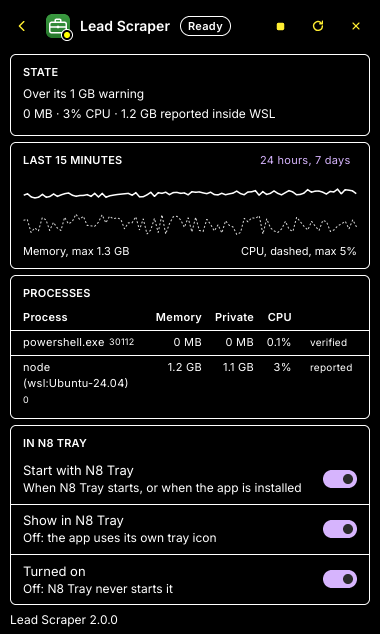 Lead Scraper Ready
STATE
Over its 1 GB warning
0 MB · 3% CPU · 1.2 GB reported inside WSL
LAST 15 MINUTES 24 hours, 7 days
Memory, max 1.3 GB CPU, dashed, max 5%
PROCESSES
Process Memory Private CPU
powershell.exe 30112 0 MB 0 MB 0.1% verified
node 1.2 GB 1.1 GB 3% reported
(wsl:Ubuntu-24.04)
0
IN N8 TRAY
Start with N8 Tray
When N8 Tray starts, or when the app is installed
Show in N8 Tray
Off: the app uses its own tray icon
Turned on
Off: N8 Tray never starts it
Lead Scraper 2.0.0